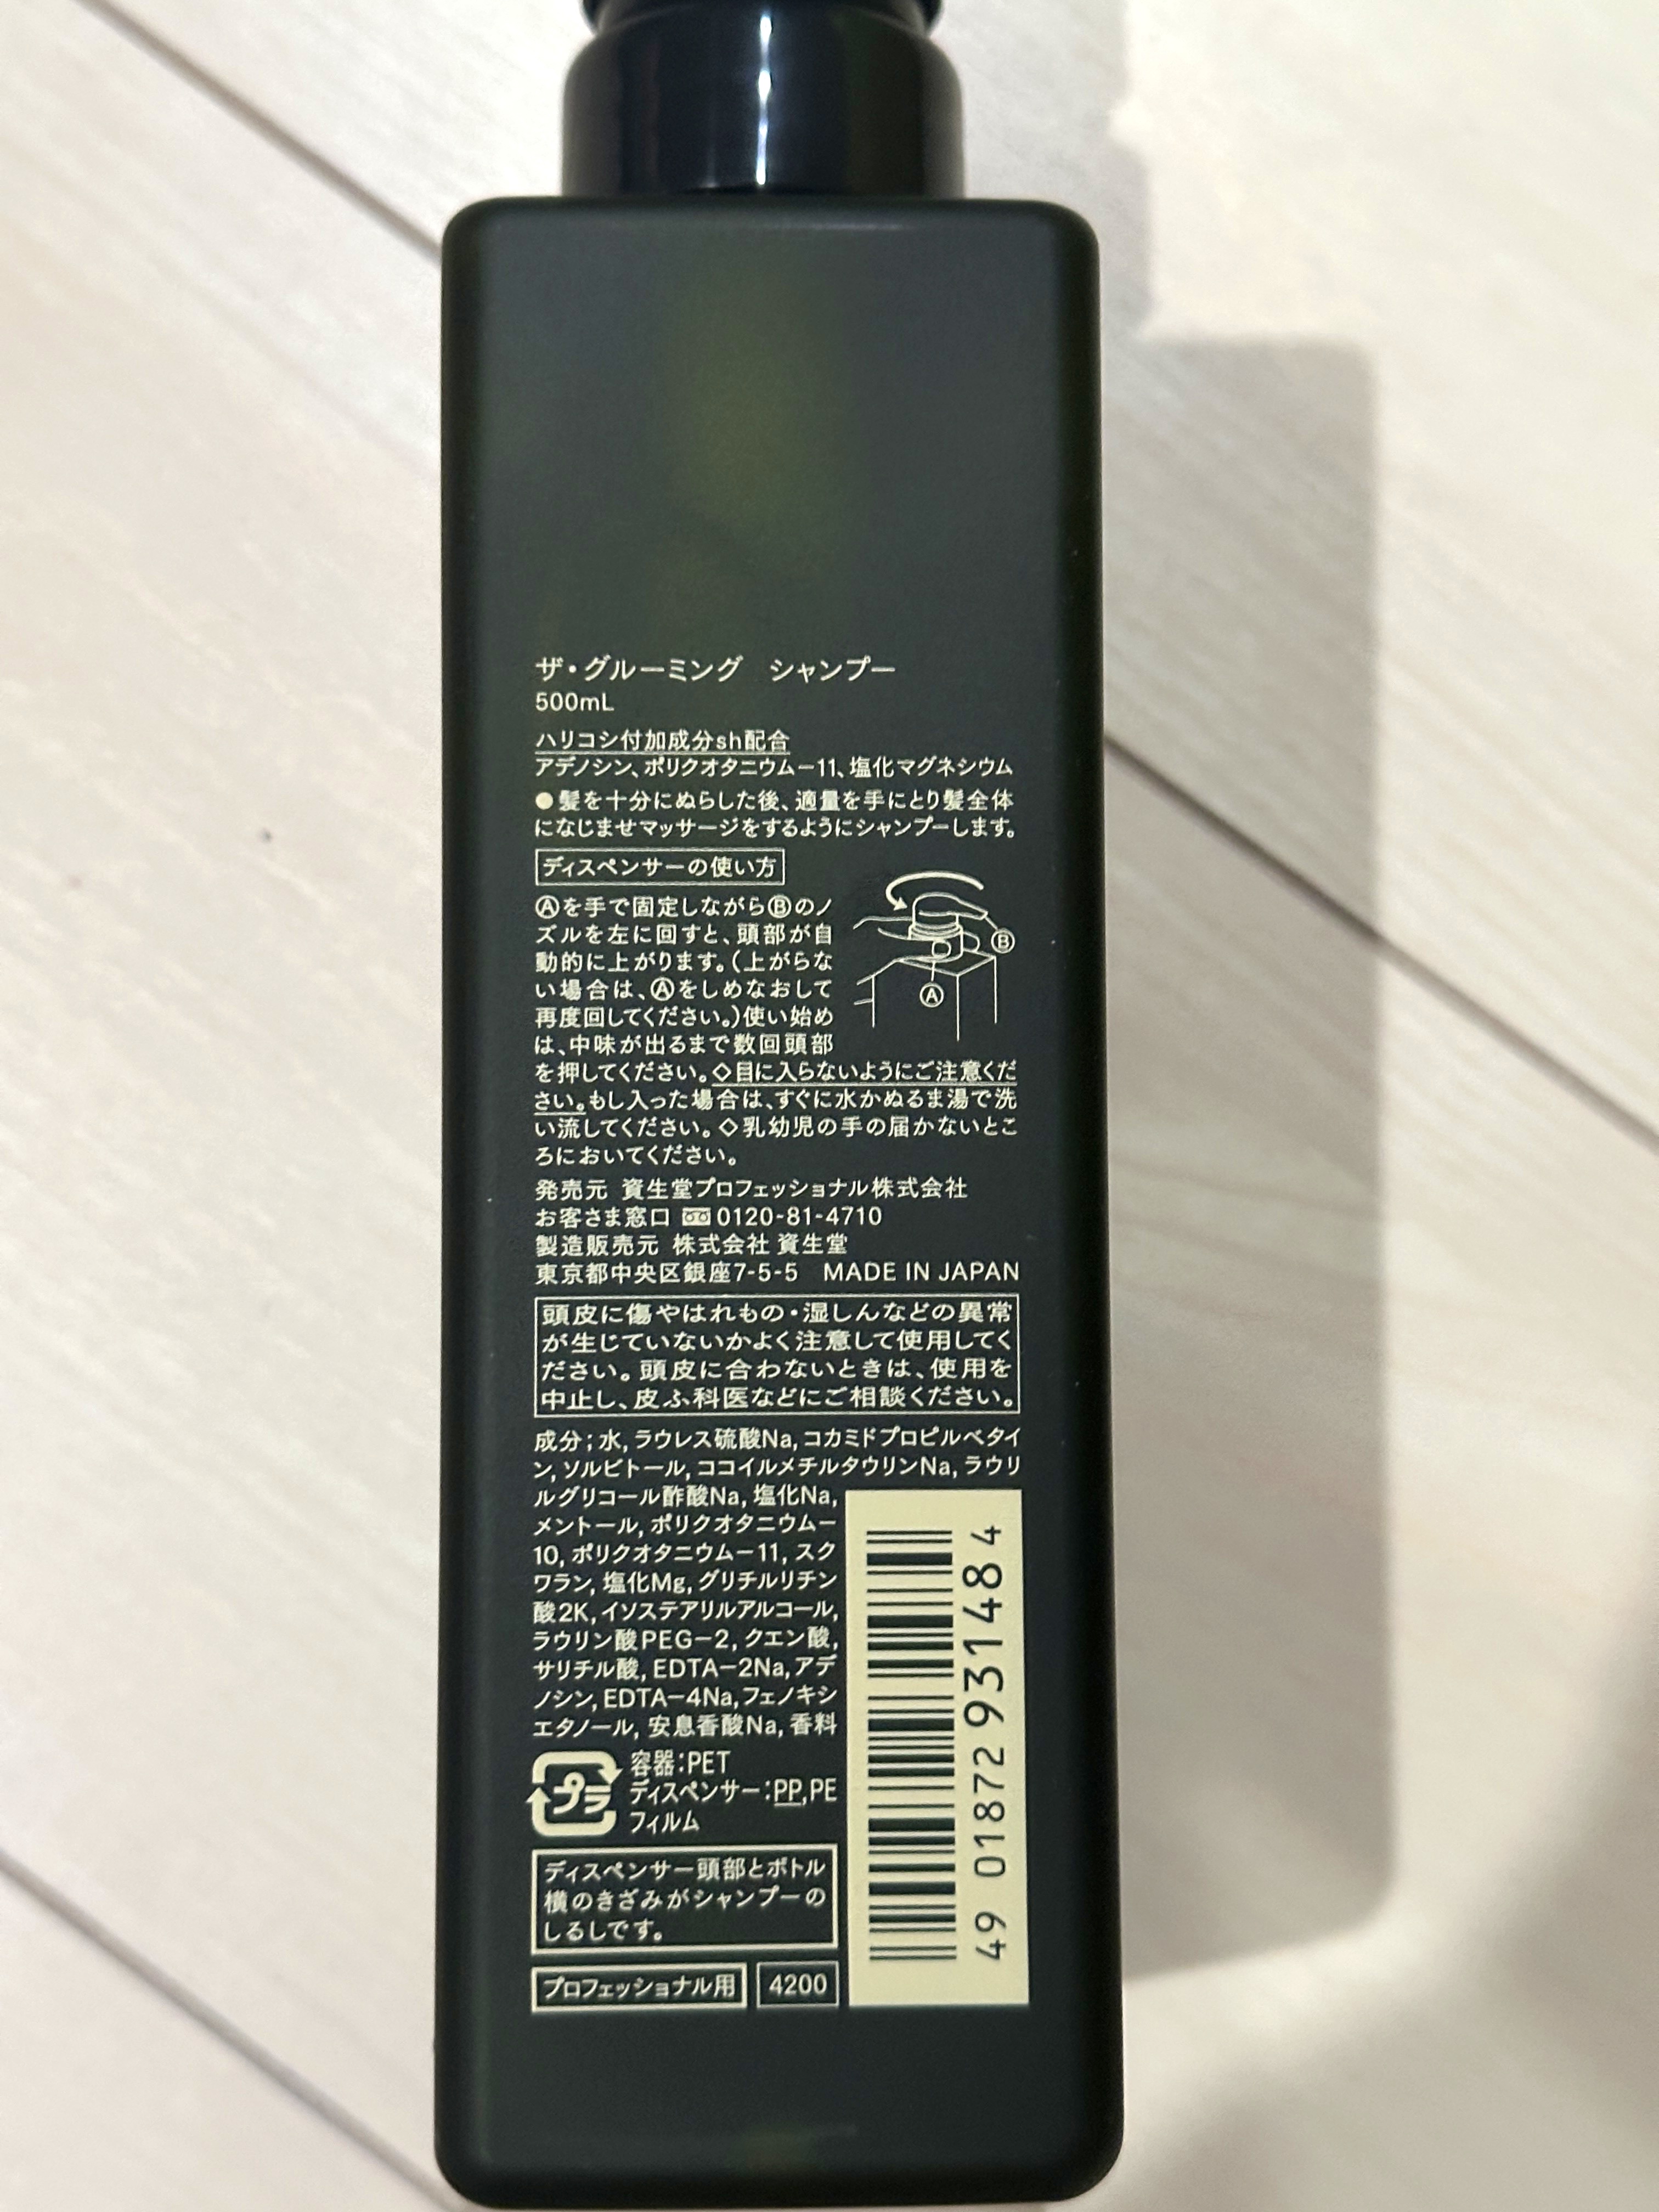 ザ・グルーミング　シャンプー
500mL
ハリコシ付加成分sh配合
アデノシン、ポリクオタニウムー11、塩化マグネシウム
●髪を十分にぬらした後、適量を手にとり髪全体
になじませマッサージをするようにシャンプーします。
ディスペンサーの使い方
Ⓐを手で固定しながらⒷのノ
ズルを左に回すと、頭部が自
動的に上がります。（上がらな
い場合は、Ⓐをしめなおして
再度回してください。）使い始め
は、中味が出るまで数回頭部
を押してください。◇目に入らないようにご注意くだ
さい。もし入った場合は、すぐに水かぬるま湯で洗
い流してください。◇乳幼児の手の届かないとこ
ろにおいてください。
Ⓑ
Ⓐ
発売元 資生堂プロフェッショナル株式会社
お客さま窓口 0120-81-4710
製造販売元 株式会社 資生堂
東京都中央区銀座7-5-5　MADE IN JAPAN
頭皮に傷やはれもの・湿しんなどの異常
が生じていないかよく注意して使用してく
ださい。頭皮に合わないときは、使用を
中止し、皮ふ科医などにご相談ください。
成分；水, ラウレス硫酸Na, コカミドプロピルベタイ
ン, ソルビトール, ココイルメチルタウリンNa, ラウリ
ルグリコール酢酸Na, 塩化Na,
メントール, ポリクオタニウムー
10, ポリクオタニウムー11, スク
ワラン, 塩化Mg, グリチルリチン
酸2K, イソステアリルアルコール,
ラウリン酸PEG－2, クエン酸,
サリチル酸, EDTAー2Na, アデ
ノシン, EDTAー4Na, フェノキシ
エタノール, 安息香酸Na, 香料
プラ
容器：PET
ディスペンサー：PP,PE
フィルム
ディスペンサー頭部とボトル
横のきざみがシャンプーの
しるしです。
プロフェッショナル用 4200
49 01872 93148 4